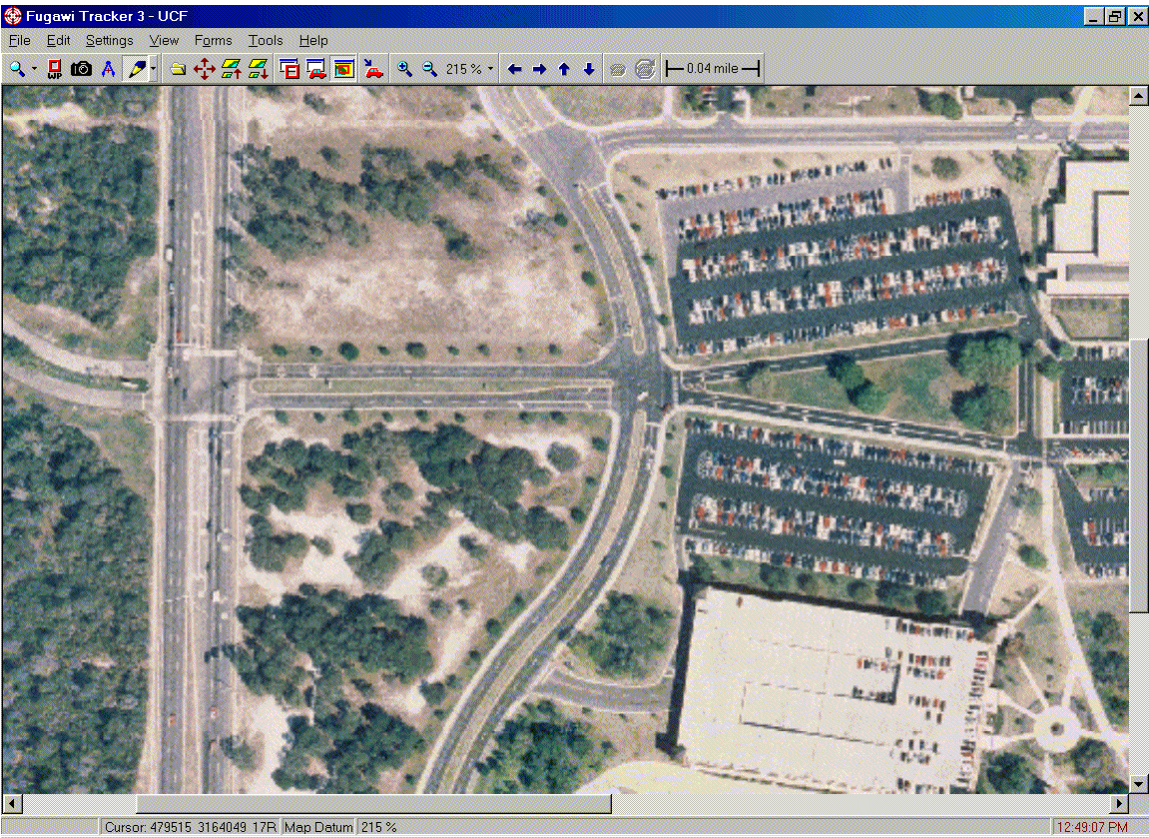 Fugawi Tracker 3 - UCF
File Edit Settings View Forms Tools Help
WP 215 % 0.04 mile
Cursor: 479515 3164049 17R Map Datum 215 % 12:49:07 PM